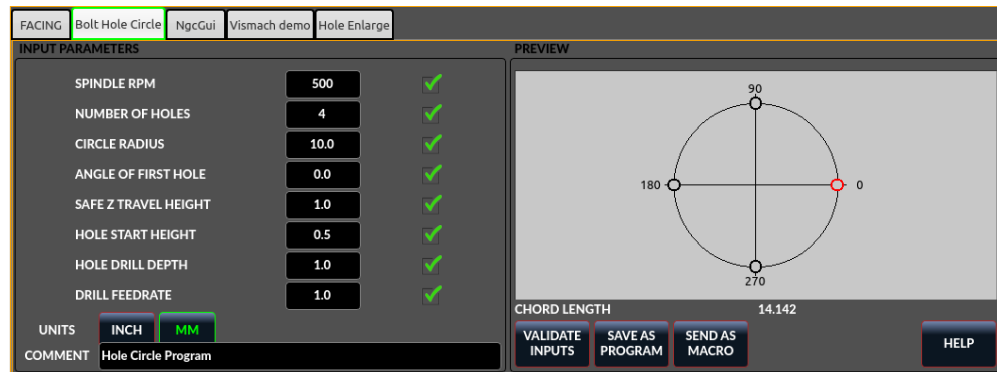 FACING Bolt Hole Circle NgcGui Vismach demo Hole Enlarge
INPUT PARAMETERS
SPINDLE RPM 500
NUMBER OF HOLES 4
CIRCLE RADIUS 10.0
ANGLE OF FIRST HOLE 0.0
SAFE Z TRAVEL HEIGHT 1.0
HOLE START HEIGHT 0.5
HOLE DRILL DEPTH 1.0
DRILL FEEDRATE 1.0
UNITS INCH MM
COMMENT Hole Circle Program
PREVIEW
90
180 0
270
CHORD LENGTH 14.142
VALIDATE INPUTS
SAVE AS PROGRAM
SEND AS MACRO
HELP